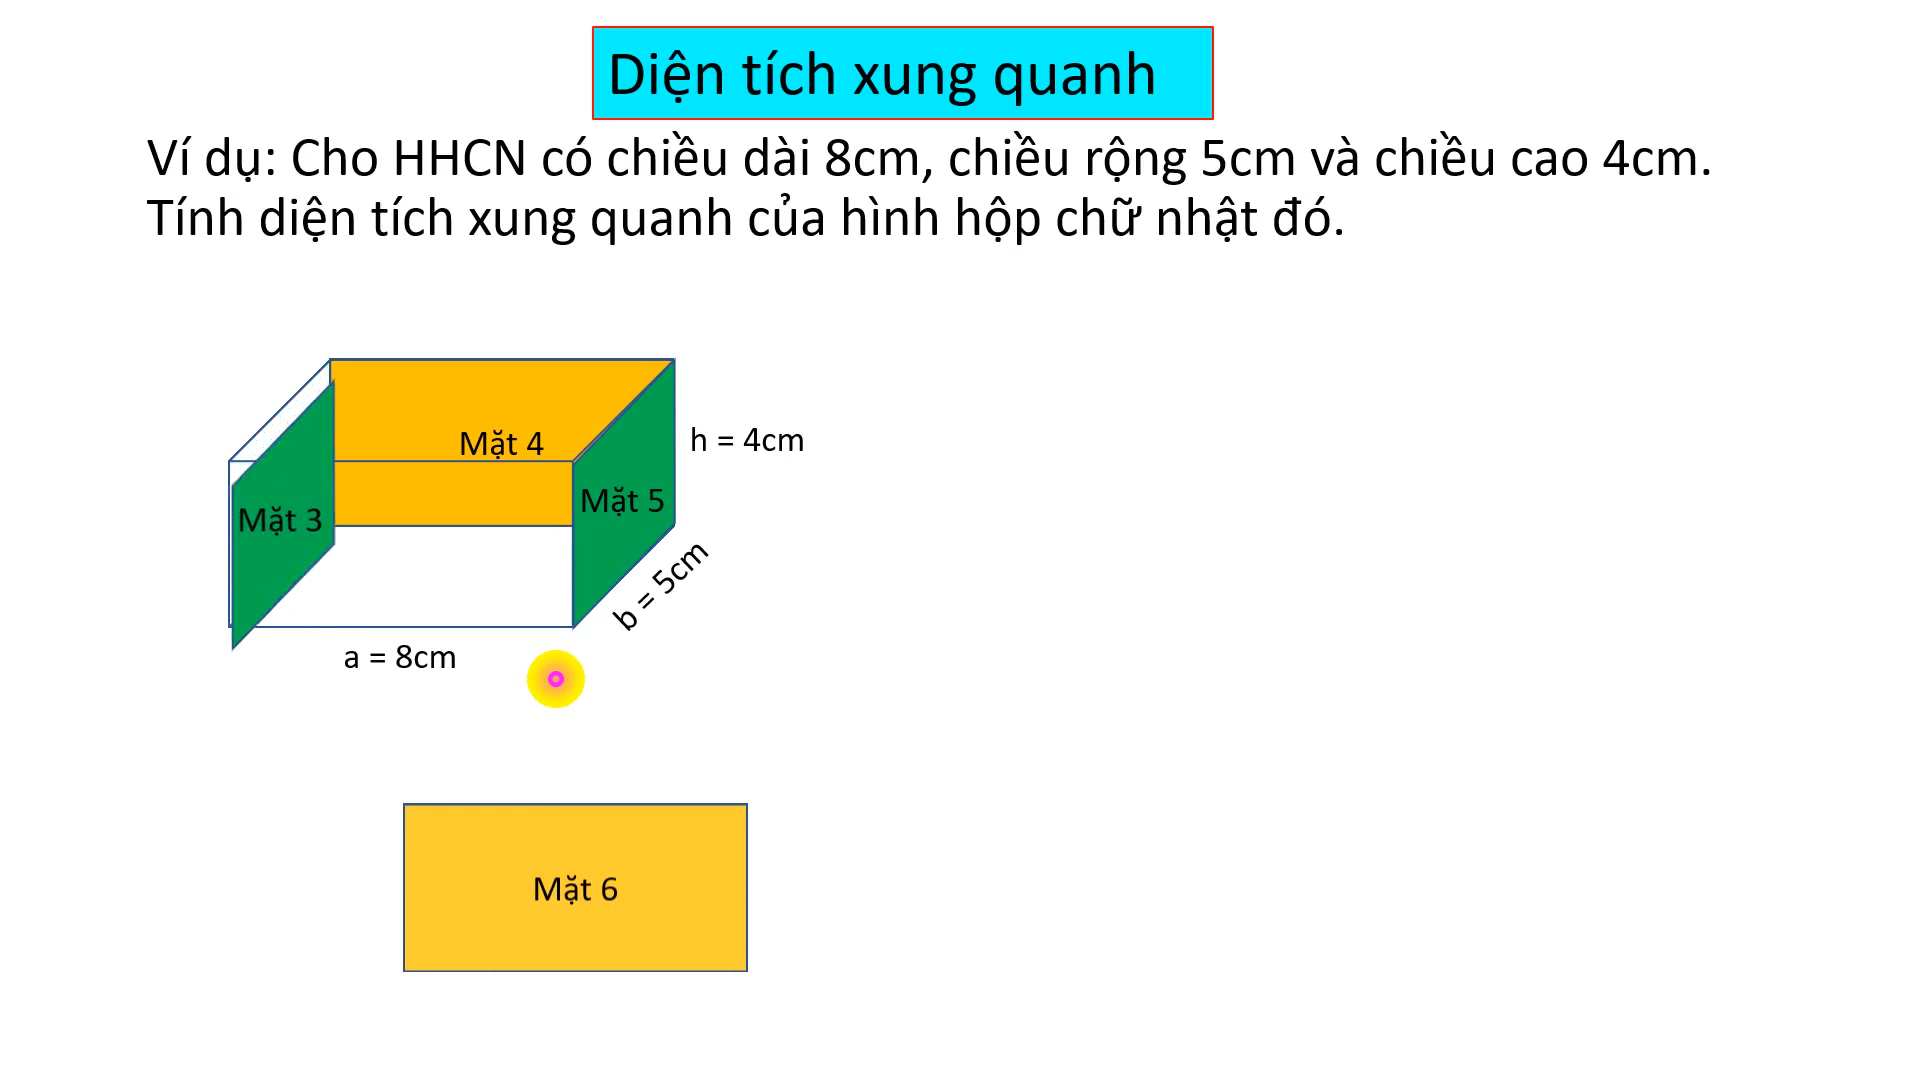 Diện tích xung quanh
Ví dụ: Cho HHCN có chiều dài 8cm, chiều rộng 5cm và chiều cao 4cm.
Tính diện tích xung quanh của hình hộp chữ nhật đó.
Mặt 4
h = 4cm
Mặt 5
Mặt 3
b = 5cm
a = 8cm
Mặt 6